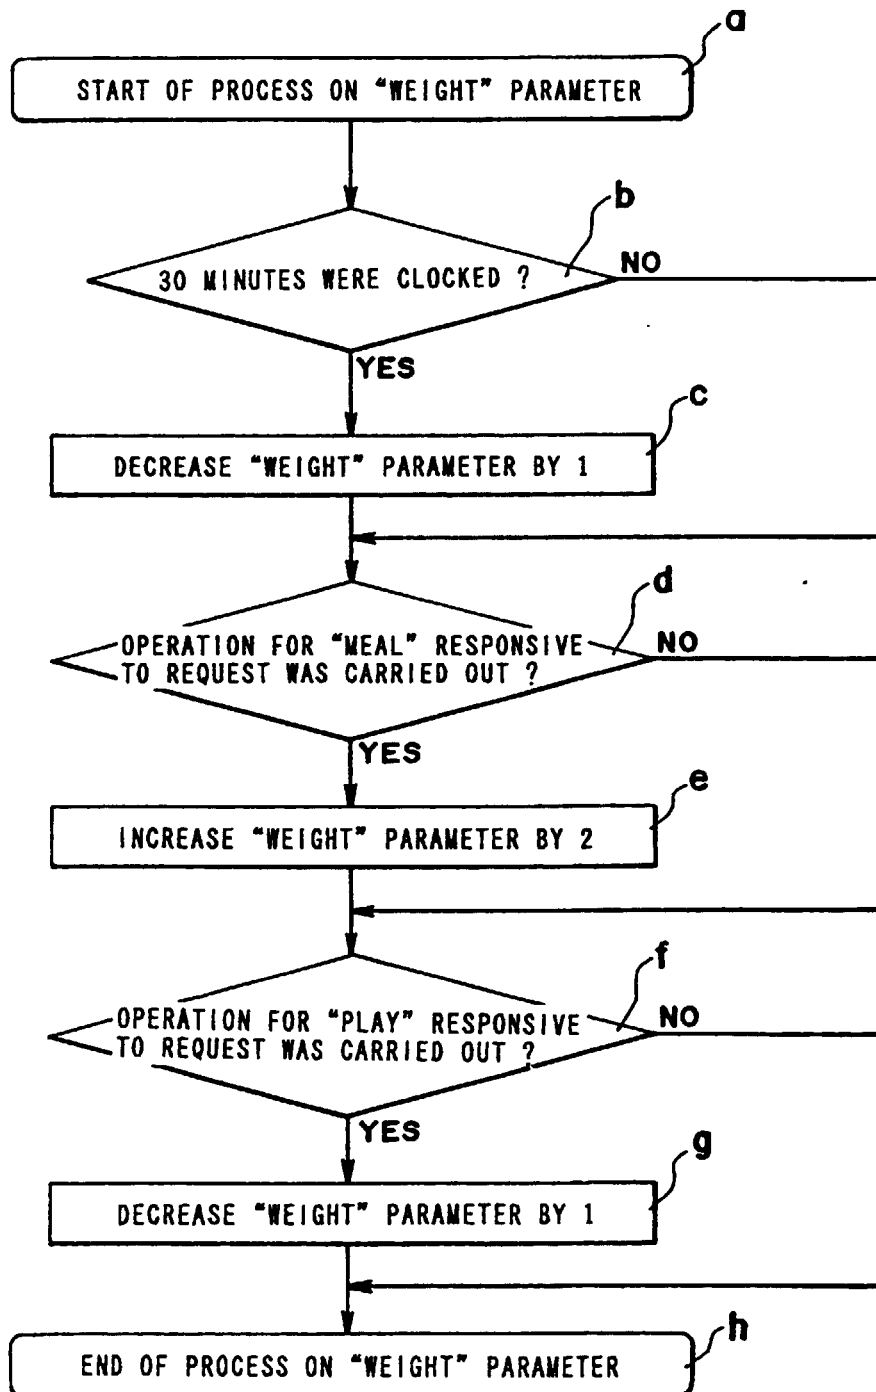 a
START OF PROCESS ON "WEIGHT" PARAMETER
b
30 MINUTES WERE CLOCKED ?
NO
YES
c
DECREASE "WEIGHT" PARAMETER BY 1
d
OPERATION FOR "MEAL" RESPONSIVE
TO REQUEST WAS CARRIED OUT ?
NO
YES
e
INCREASE "WEIGHT" PARAMETER BY 2
f
OPERATION FOR "PLAY" RESPONSIVE
TO REQUEST WAS CARRIED OUT ?
NO
YES
g
DECREASE "WEIGHT" PARAMETER BY 1
h
END OF PROCESS ON "WEIGHT" PARAMETER